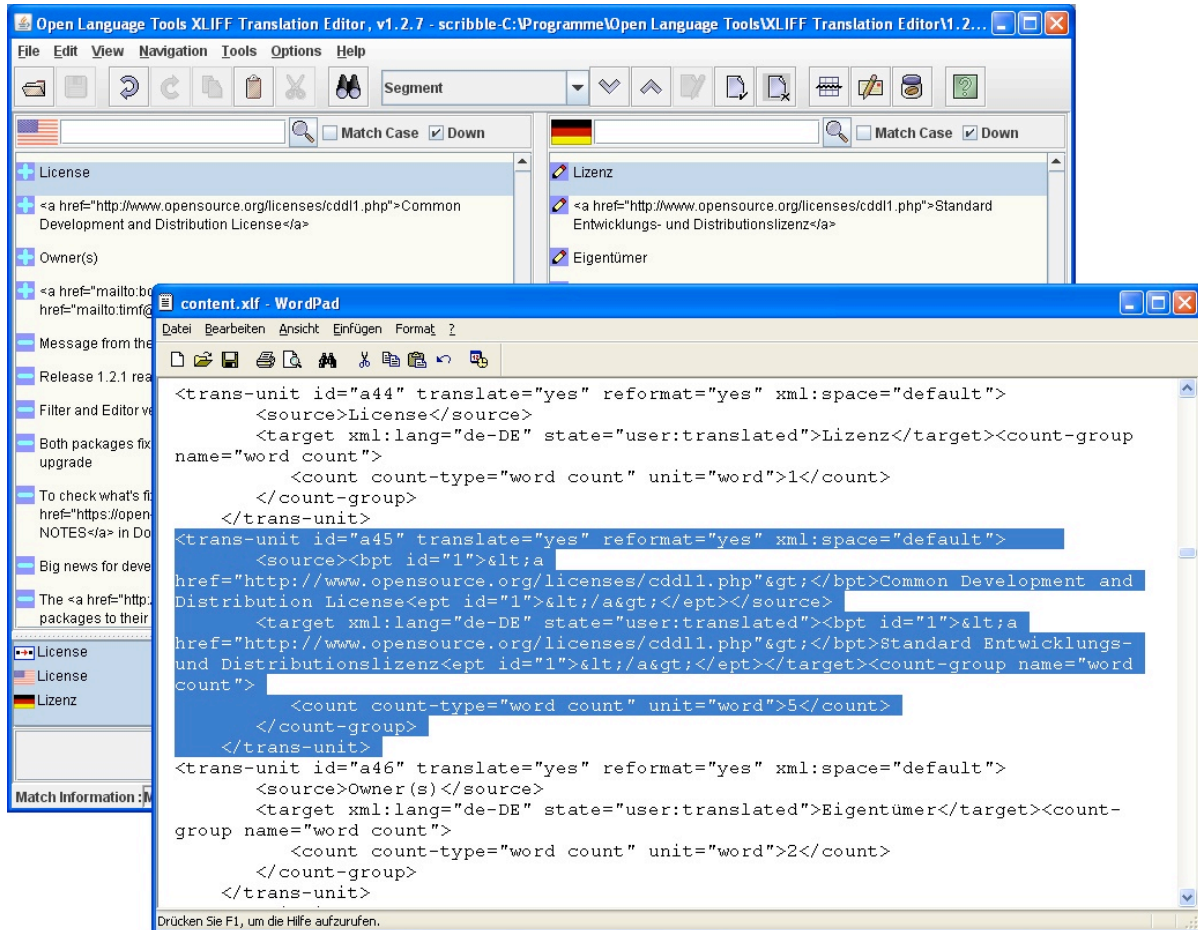 Open Language Tools XLIFF Translation Editor, v1.2.7 - scribble-C:\Programme\Open Language Tools\XLIFF Translation Editor\1.2...
File Edit View Navigation Tools Options Help
Segment
Match Case Down
Match Case Down
License
<a href="http://www.opensource.org/licenses/cddl1.php">Common
Development and Distribution License</a>
Owner(s)
<a href="mailto:bo
href="mailto:timf@
Message from the
Release 1.2.1 rea
Filter and Editor ve
Both packages fix
upgrade
To check what's fi
href="https://open
NOTES</a> in Do
Big news for deve
The <a href="http:
packages to their
Lizenz
<a href="http://www.opensource.org/licenses/cddl1.php">Standard
Entwicklungs- und Distributionslizenz</a>
Eigentümer
License
License
Lizenz
Match Information :M
content.xlf - WordPad
Datei Bearbeiten Ansicht Einfügen Format ?
<trans-unit id="a44" translate="yes" reformat="yes" xml:space="default">
<source>License</source>
<target xml:lang="de-DE" state="user:translated">Lizenz</target><count-group
name="word count">
<count count-type="word count" unit="word">1</count>
</count-group>
</trans-unit>
<trans-unit id="a45" translate="yes" reformat="yes" xml:space="default">
<source><bpt id="1">&lt;a
href="http://www.opensource.org/licenses/cddl1.php"&gt;</bpt>Common Development and
Distribution License<ept id="1">&lt;/a&gt;</ept></source>
<target xml:lang="de-DE" state="user:translated"><bpt id="1">&lt;a
href="http://www.opensource.org/licenses/cddl1.php"&gt;</bpt>Standard Entwicklungs-
und Distributionslizenz<ept id="1">&lt;/a&gt;</ept></target><count-group name="word
count">
<count count-type="word count" unit="word">5</count>
</count-group>
</trans-unit>
<trans-unit id="a46" translate="yes" reformat="yes" xml:space="default">
<source>Owner(s)</source>
<target xml:lang="de-DE" state="user:translated">Eigentümer</target><count-
group name="word count">
<count count-type="word count" unit="word">2</count>
</count-group>
</trans-unit>
Drücken Sie F1, um die Hilfe aufzurufen.